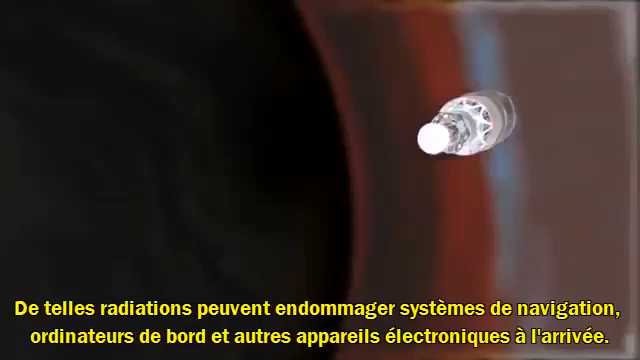 De telles radiations peuvent endommager systèmes de navigation,
ordinateurs de bord et autres appareils électroniques à l'arrivée.